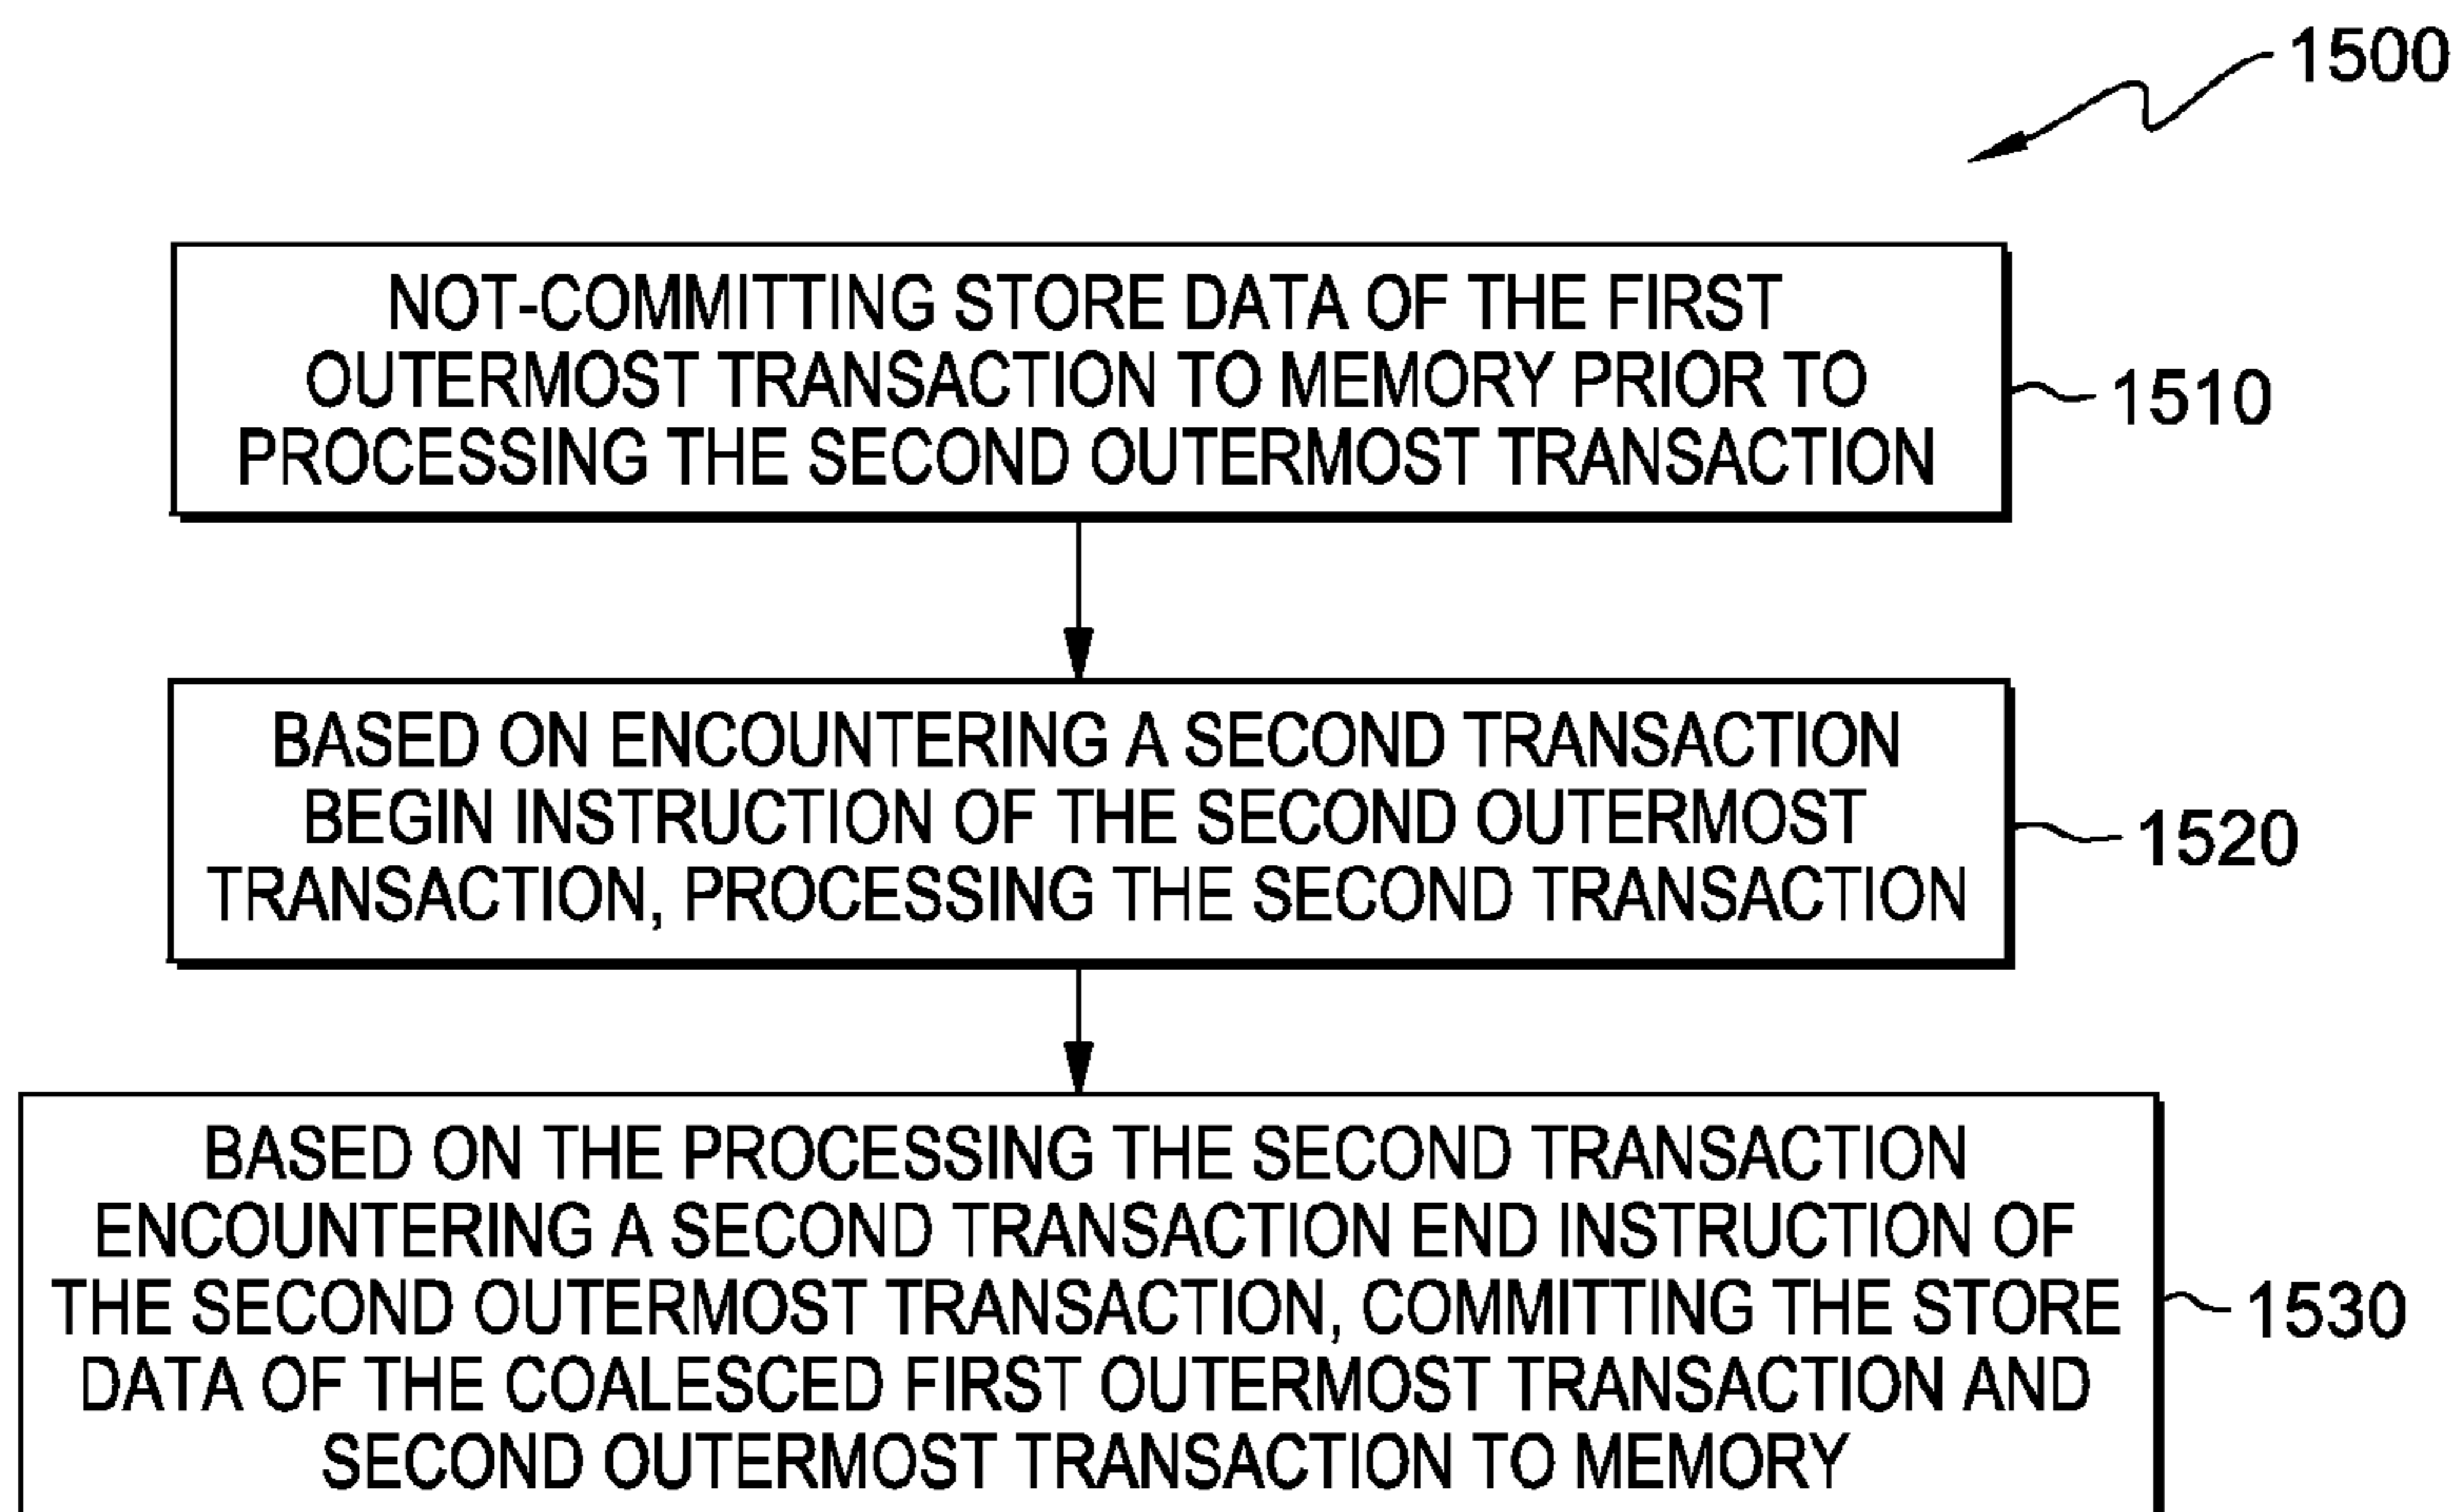 1500
NOT-COMMITTING STORE DATA OF THE FIRST
OUTERMOST TRANSACTION TO MEMORY PRIOR TO
PROCESSING THE SECOND OUTERMOST TRANSACTION
1510
BASED ON ENCOUNTERING A SECOND TRANSACTION
BEGIN INSTRUCTION OF THE SECOND OUTERMOST
TRANSACTION, PROCESSING THE SECOND TRANSACTION
1520
BASED ON THE PROCESSING THE SECOND TRANSACTION
ENCOUNTERING A SECOND TRANSACTION END INSTRUCTION OF
THE SECOND OUTERMOST TRANSACTION, COMMITTING THE STORE
DATA OF THE COALESCED FIRST OUTERMOST TRANSACTION AND
SECOND OUTERMOST TRANSACTION TO MEMORY
1530